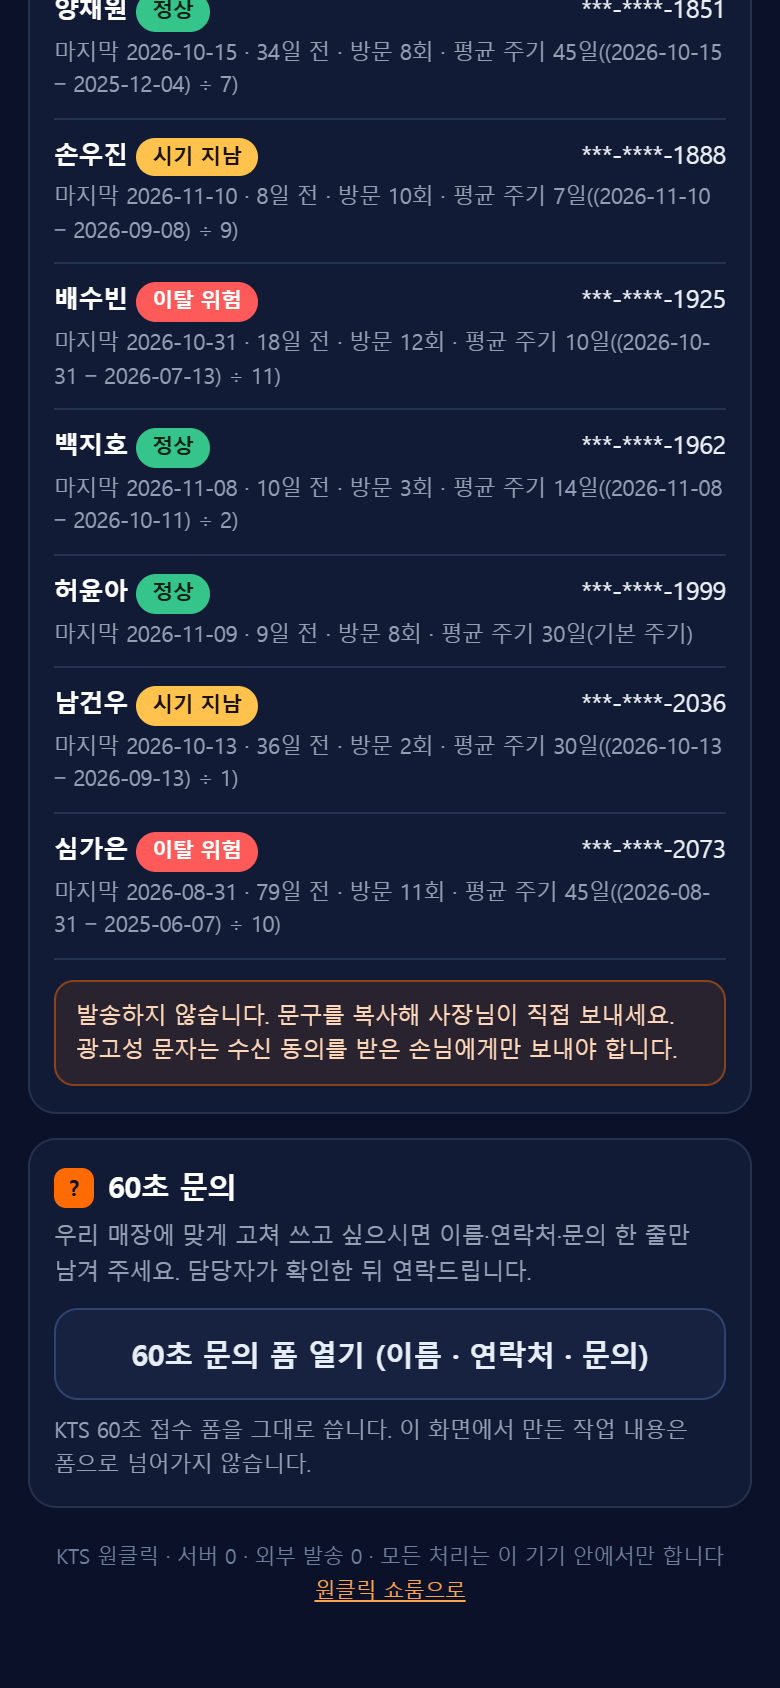 양재원 정상 ***-****-1851
마지막 2026-10-15 · 34일 전 · 방문 8회 · 평균 주기 45일((2026-10-15
− 2025-12-04) ÷ 7)
손우진 시기 지남 ***-****-1888
마지막 2026-11-10 · 8일 전 · 방문 10회 · 평균 주기 7일((2026-11-10
− 2026-09-08) ÷ 9)
배수빈 이탈 위험 ***-****-1925
마지막 2026-10-31 · 18일 전 · 방문 12회 · 평균 주기 10일((2026-10-
31 − 2026-07-13) ÷ 11)
백지호 정상 ***-****-1962
마지막 2026-11-08 · 10일 전 · 방문 3회 · 평균 주기 14일((2026-11-08
− 2026-10-11) ÷ 2)
허윤아 정상 ***-****-1999
마지막 2026-11-09 · 9일 전 · 방문 8회 · 평균 주기 30일(기본 주기)
남건우 시기 지남 ***-****-2036
마지막 2026-10-13 · 36일 전 · 방문 2회 · 평균 주기 30일((2026-10-13
− 2026-09-13) ÷ 1)
심가은 이탈 위험 ***-****-2073
마지막 2026-08-31 · 79일 전 · 방문 11회 · 평균 주기 45일((2026-08-
31 − 2025-06-07) ÷ 10)
발송하지 않습니다. 문구를 복사해 사장님이 직접 보내세요.
광고성 문자는 수신 동의를 받은 손님에게만 보내야 합니다.
? 60초 문의
우리 매장에 맞게 고쳐 쓰고 싶으시면 이름·연락처·문의 한 줄만
남겨 주세요. 담당자가 확인한 뒤 연락드립니다.
60초 문의 폼 열기 (이름 · 연락처 · 문의)
KTS 60초 접수 폼을 그대로 씁니다. 이 화면에서 만든 작업 내용은
폼으로 넘어가지 않습니다.
KTS 원클릭 · 서버 0 · 외부 발송 0 · 모든 처리는 이 기기 안에서만 합니다
원클릭 쇼룸으로